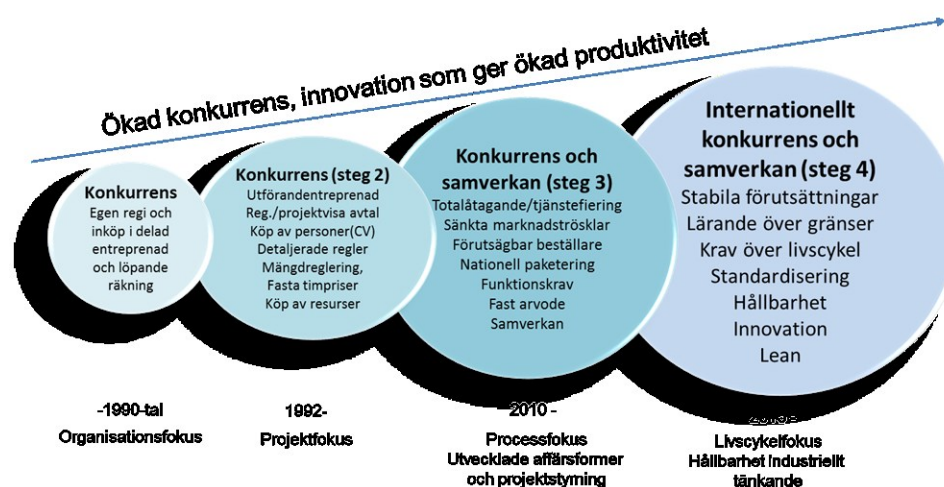 Ökad konkurrens, innovation som ger ökad produktivitet
Konkurrens
Egen regi och
inköp i delad
entreprenad
och löpande
räkning
-1990-tal
Organisationsfokus
Konkurrens (steg 2)
Utförandentreprenad
Reg./projektvisa avtal
Köp av personer(CV)
Detaljerade regler
Mängdreglering,
Fasta timpriser
Köp av resurser
1992-
Projektfokus
Konkurrens och
samverkan (steg 3)
Totalåtagande/tjänstefiering
Sänkta marknadströsklar
Förutsägbar beställare
Nationell paketering
Funktionskrav
Fast arvode
Samverkan
2010 -
Processfokus
Utvecklade affärsformer
och projektstyrning
Internationellt
konkurrens och
samverkan (steg 4)
Stabila förutsättningar
Lärande över gränser
Krav över livscykel
Standardisering
Hållbarhet
Innovation
Lean
Livscykelfokus
Hållbarhet industriellt
tänkande